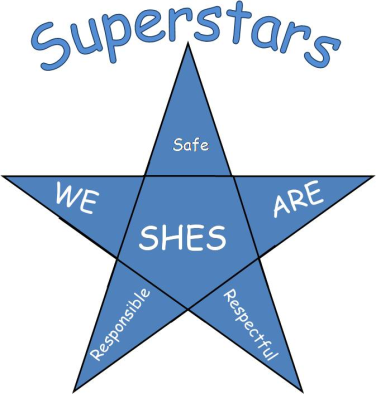 Superstars
Safe
WE
ARE
SHES
Responsible
Respectful